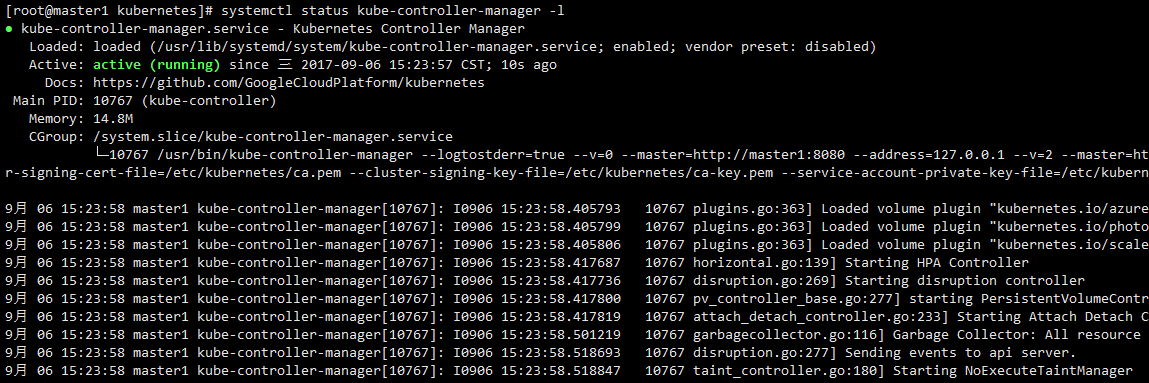 [root@master1 kubernetes]# systemctl status kube-controller-manager -l
● kube-controller-manager.service - Kubernetes Controller Manager
   Loaded: loaded (/usr/lib/systemd/system/kube-controller-manager.service; enabled; vendor preset: disabled)
   Active: active (running) since 三 2017-09-06 15:23:57 CST; 10s ago
     Docs: https://github.com/GoogleCloudPlatform/kubernetes
 Main PID: 10767 (kube-controller)
   Memory: 14.8M
   CGroup: /system.slice/kube-controller-manager.service
           └─10767 /usr/bin/kube-controller-manager --logtostderr=true --v=0 --master=http://master1:8080 --address=127.0.0.1 --v=2 --master=ht
r-signing-cert-file=/etc/kubernetes/ca.pem --cluster-signing-key-file=/etc/kubernetes/ca-key.pem --service-account-private-key-file=/etc/kubern
9月 06 15:23:58 master1 kube-controller-manager[10767]: I0906 15:23:58.405793   10767 plugins.go:363] Loaded volume plugin "kubernetes.io/azure
9月 06 15:23:58 master1 kube-controller-manager[10767]: I0906 15:23:58.405799   10767 plugins.go:363] Loaded volume plugin "kubernetes.io/photo
9月 06 15:23:58 master1 kube-controller-manager[10767]: I0906 15:23:58.405806   10767 plugins.go:363] Loaded volume plugin "kubernetes.io/scale
9月 06 15:23:58 master1 kube-controller-manager[10767]: I0906 15:23:58.417687   10767 horizontal.go:139] Starting HPA Controller
9月 06 15:23:58 master1 kube-controller-manager[10767]: I0906 15:23:58.417736   10767 disruption.go:269] Starting disruption controller
9月 06 15:23:58 master1 kube-controller-manager[10767]: I0906 15:23:58.417800   10767 pv_controller_base.go:277] starting PersistentVolumeContr
9月 06 15:23:58 master1 kube-controller-manager[10767]: I0906 15:23:58.417819   10767 attach_detach_controller.go:233] Starting Attach Detach C
9月 06 15:23:58 master1 kube-controller-manager[10767]: I0906 15:23:58.501219   10767 garbagecollector.go:116] Garbage Collector: All resource
9月 06 15:23:58 master1 kube-controller-manager[10767]: I0906 15:23:58.518693   10767 disruption.go:277] Sending events to api server.
9月 06 15:23:58 master1 kube-controller-manager[10767]: I0906 15:23:58.518847   10767 taint_controller.go:180] Starting NoExecuteTaintManager